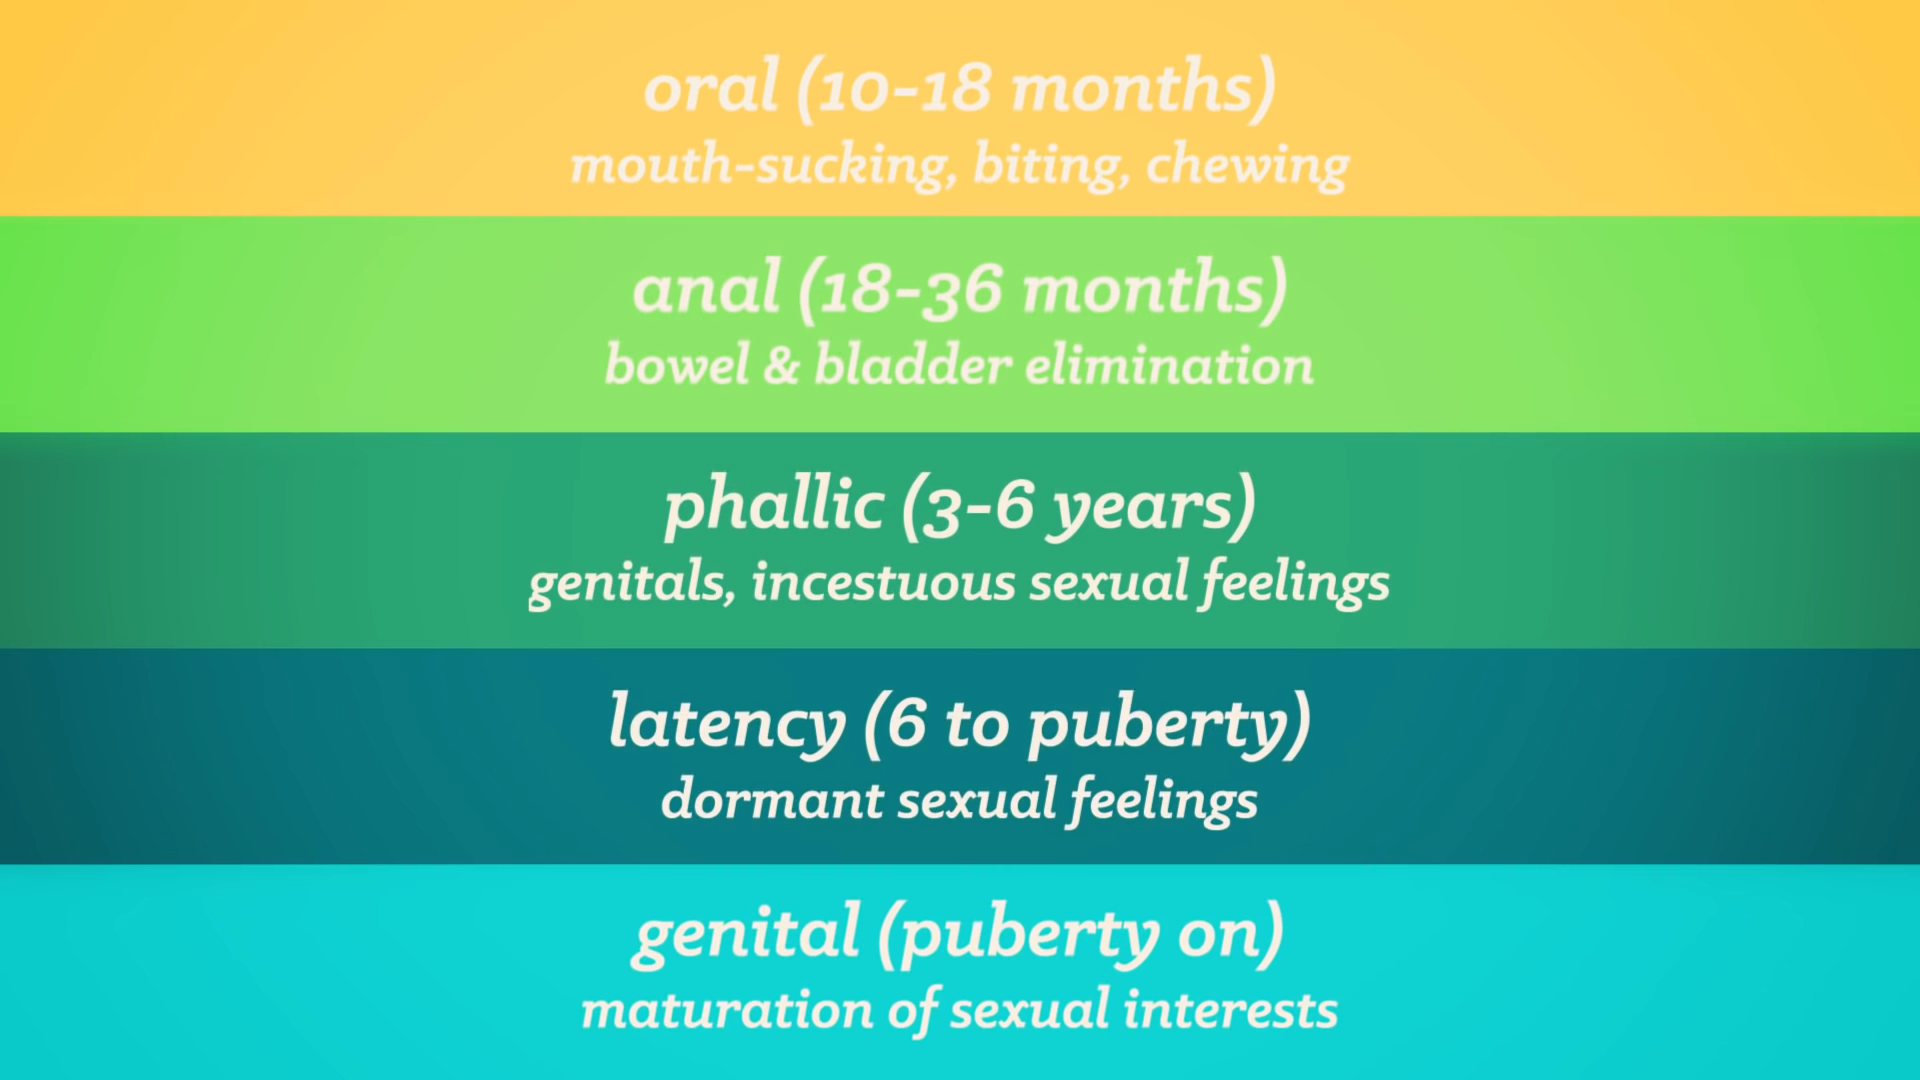 oral (10-18 months)
mouth-sucking, biting, chewing
anal (18-36 months)
bowel & bladder elimination
phallic (3-6 years)
genitals, incestuous sexual feelings
latency (6 to puberty)
dormant sexual feelings
genital (puberty on)
maturation of sexual interests